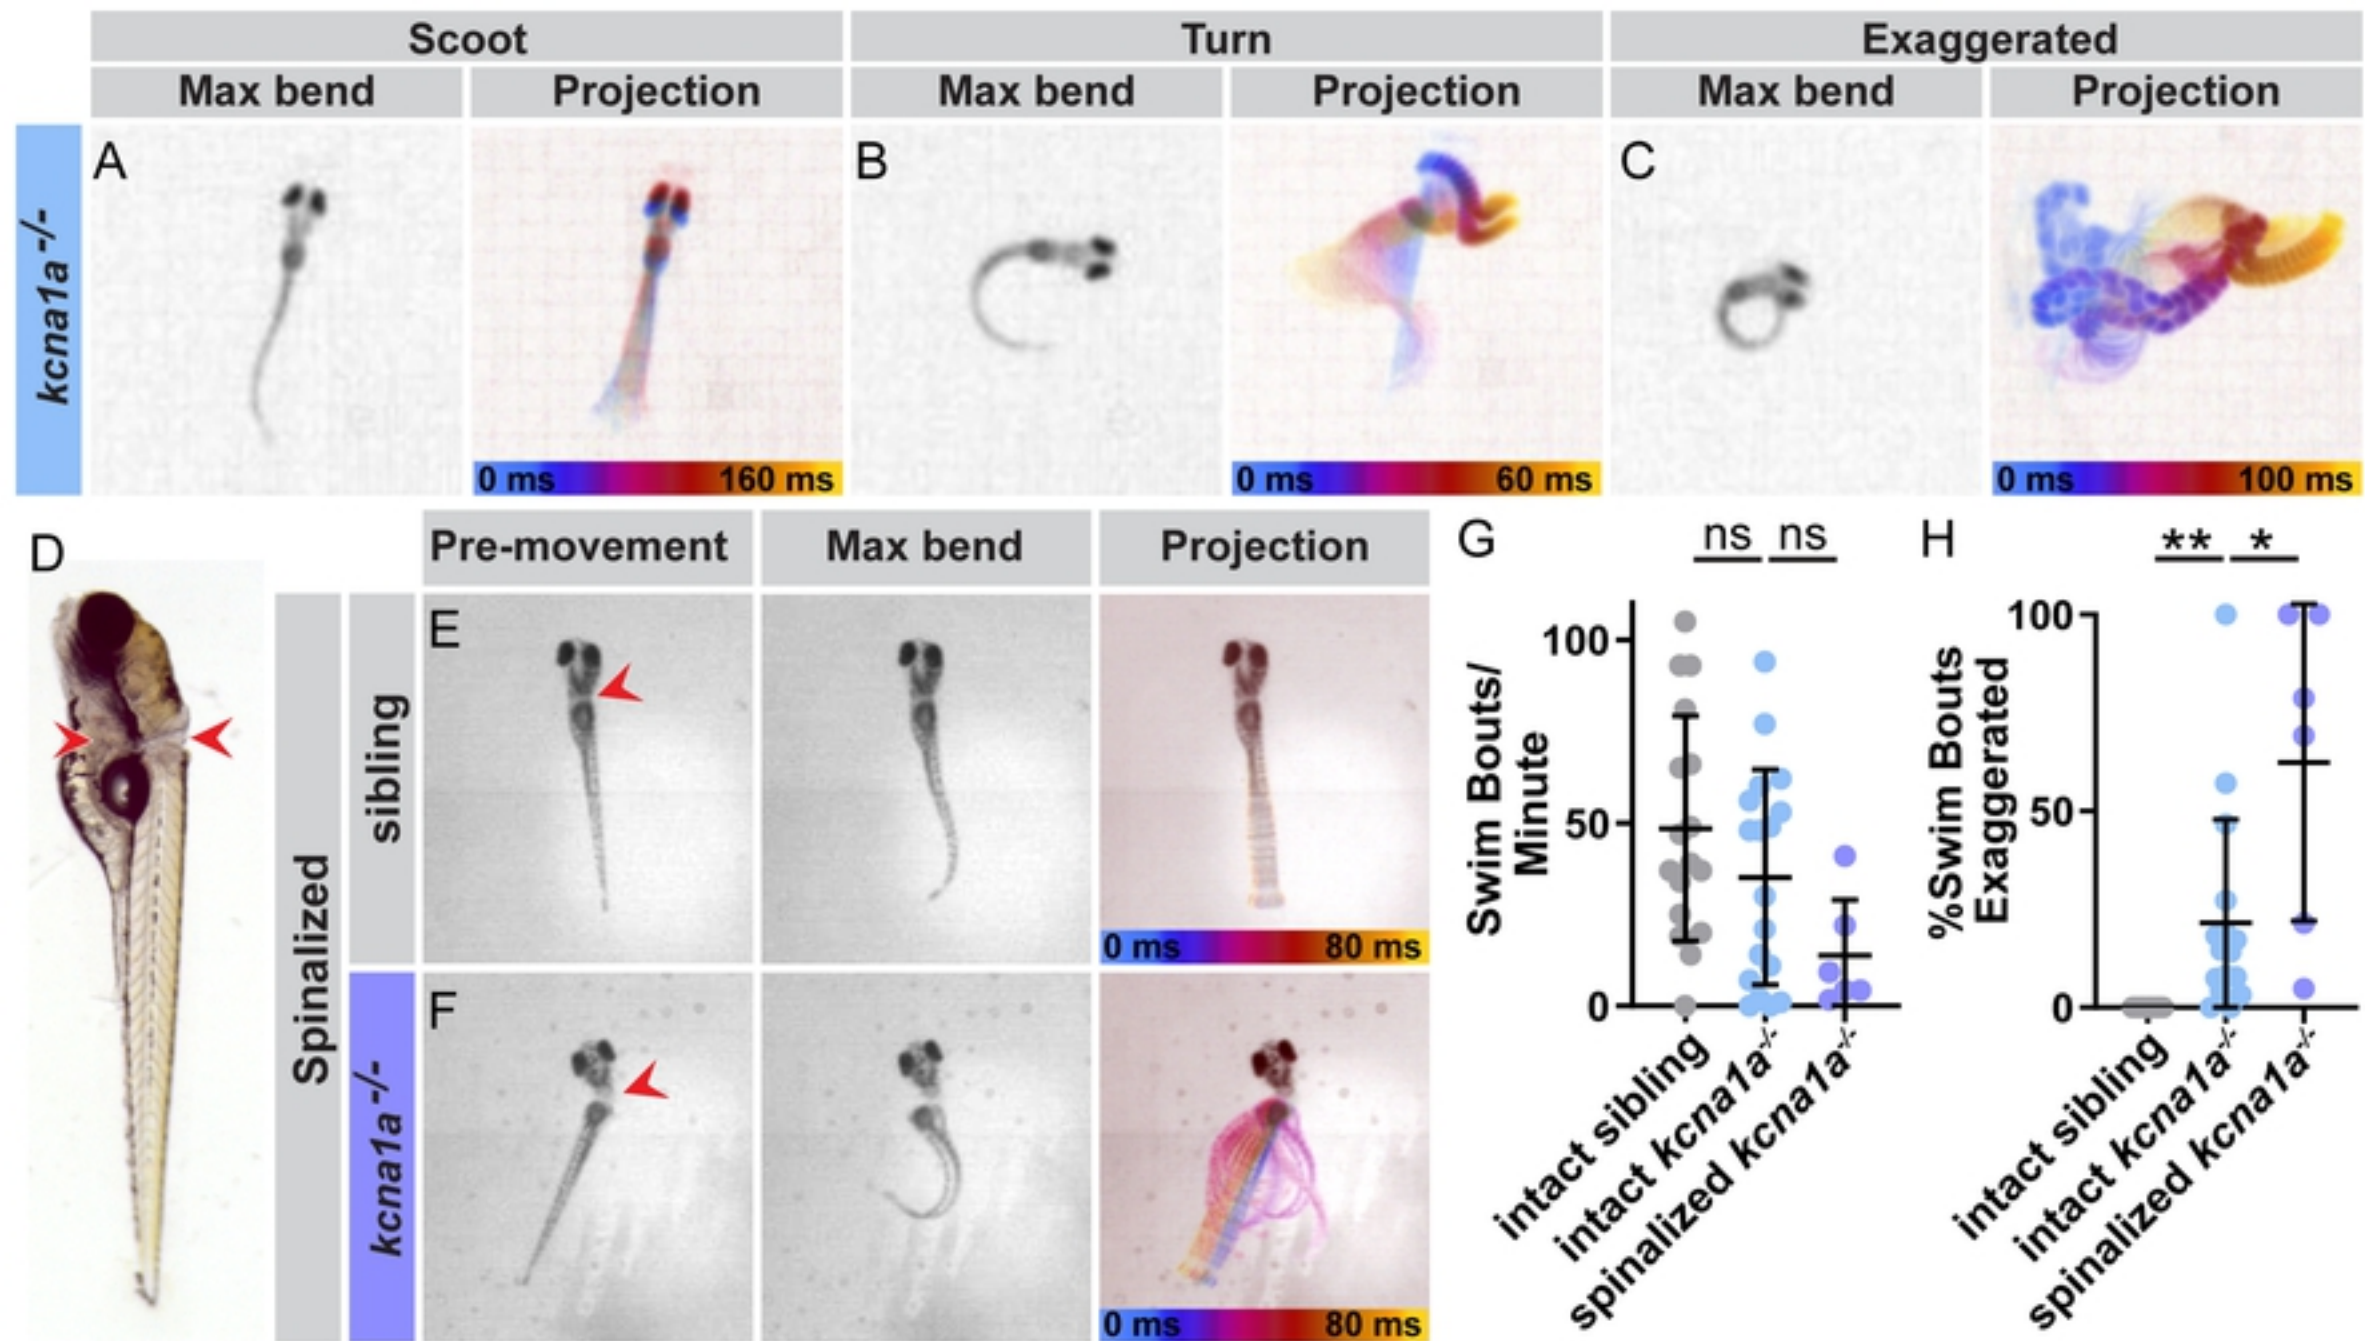 Scoot
Turn
Exaggerated
Max bend
Projection
Max bend
Projection
Max bend
Projection
kcna1a-/-
A
B
C
0 ms 160 ms
0 ms 60 ms
0 ms 100 ms
D
Pre-movement
Max bend
Projection
Spinalized
sibling
E
0 ms 80 ms
kcna1a-/-
F
0 ms 80 ms
G
ns ns
Swim Bouts/
Minute
100
50
0
intact sibling
intact kcna1a-/-
spinalized kcna1a-/-
H
** *
%Swim Bouts
Exaggerated
100
50
0
intact sibling
intact kcna1a-/-
spinalized kcna1a-/-